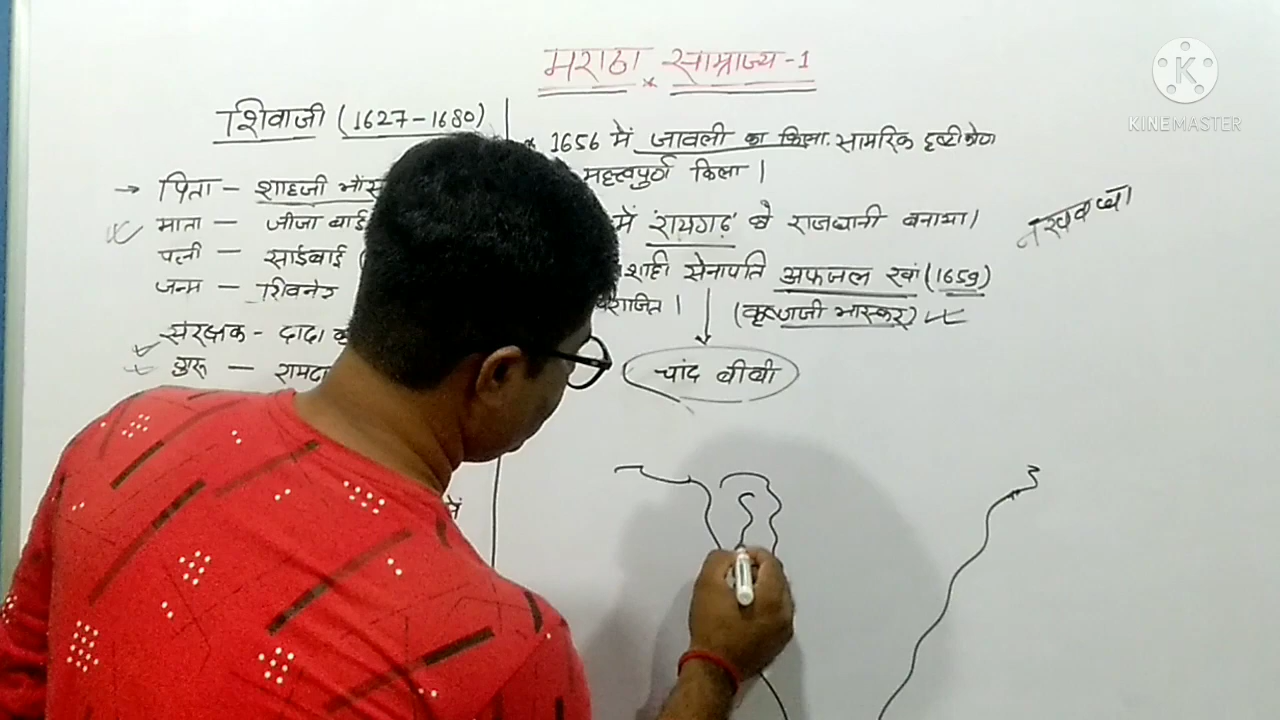 मराठा साम्राज्य-1
शिवाजी (1627-1680)
→ पिता - शाहजी भोंस
माता - जीजा बाई
पत्नी - साईबाई (
जन्म - शिवनेर
संरक्षक - दादा को
गुरू - रामदा
में
* 1656 में जावली का किला. सामरिक दृष्टीकोण
महत्त्वपुर्ण किला।
में 'रायगढ़' को राजधानी बनाया।
शाही सेनापति अफजल खां (1659)
पराजित। (कृष्णजी भास्कर)
चांद बीबी
K
KINEMASTER